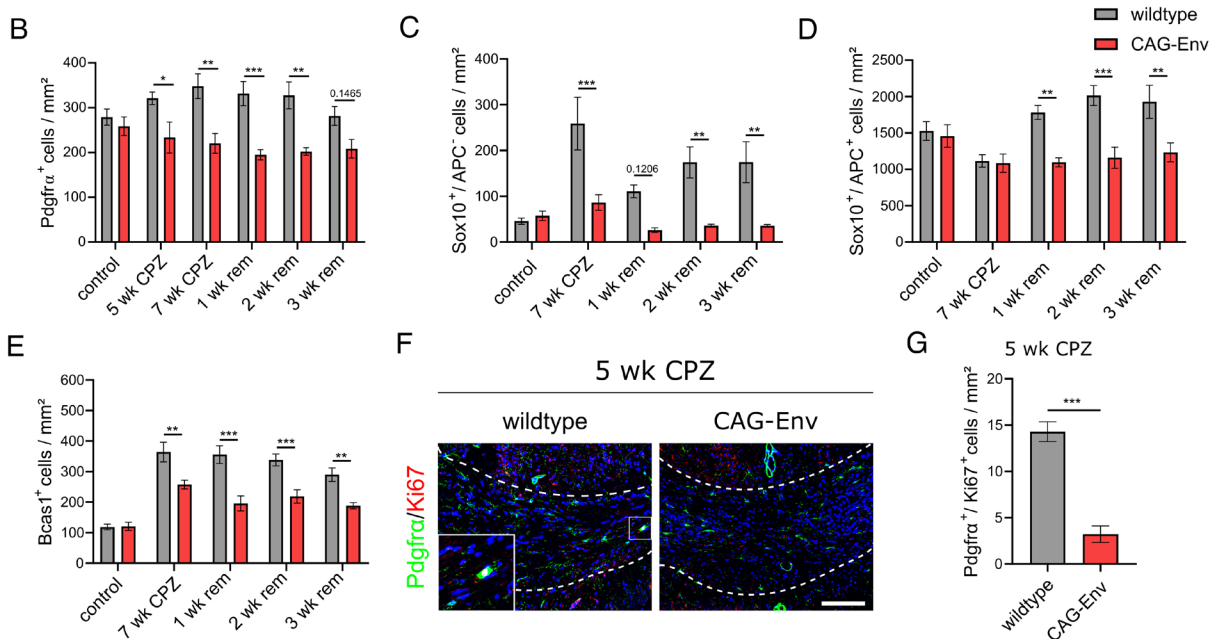 wildtype
CAG-Env
B
Pdgfrα⁺ cells / mm²
400
300
200
100
0
*
**
***
**
0.1465
control
5 wk CPZ
7 wk CPZ
1 wk rem
2 wk rem
3 wk rem
C
Sox10⁺/ APC⁻ cells / mm²
400
300
200
100
0
***
0.1206
**
**
control
7 wk CPZ
1 wk rem
2 wk rem
3 wk rem
D
Sox10⁺/ APC⁺ cells / mm²
2500
2000
1500
1000
500
0
**
***
**
control
7 wk CPZ
1 wk rem
2 wk rem
3 wk rem
E
Bcas1⁺ cells / mm²
600
500
400
300
200
100
0
**
***
***
**
control
7 wk CPZ
1 wk rem
2 wk rem
3 wk rem
F
5 wk CPZ
wildtype
CAG-Env
Pdgfrα/Ki67
G
5 wk CPZ
Pdgfrα⁺/ Ki67⁺ cells / mm²
20
15
10
5
0
***
wildtype
CAG-Env